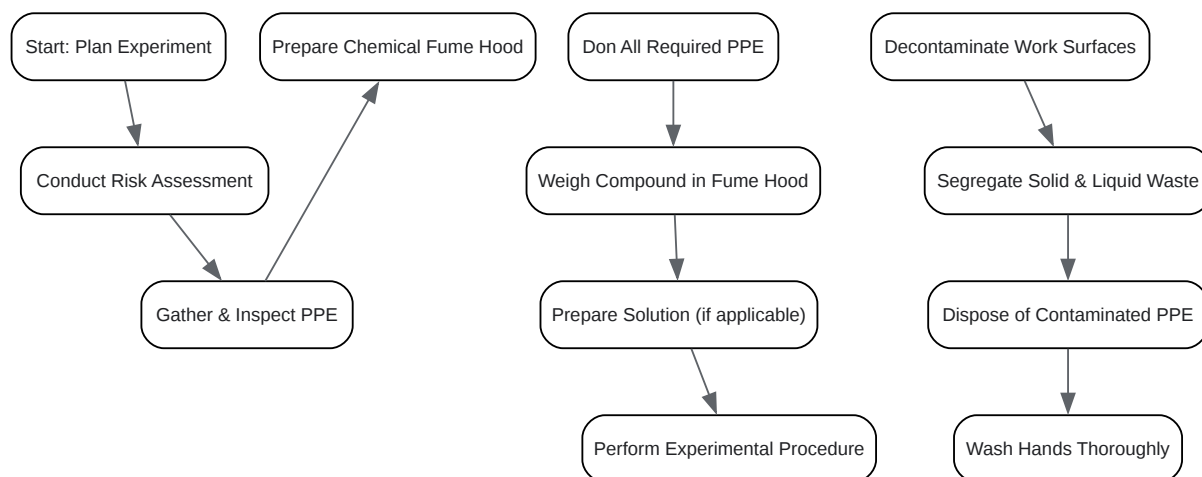 Start: Plan Experiment
Prepare Chemical Fume Hood
Don All Required PPE
Decontaminate Work Surfaces
Conduct Risk Assessment
Weigh Compound in Fume Hood
Segregate Solid & Liquid Waste
Gather & Inspect PPE
Prepare Solution (if applicable)
Dispose of Contaminated PPE
Perform Experimental Procedure
Wash Hands Thoroughly